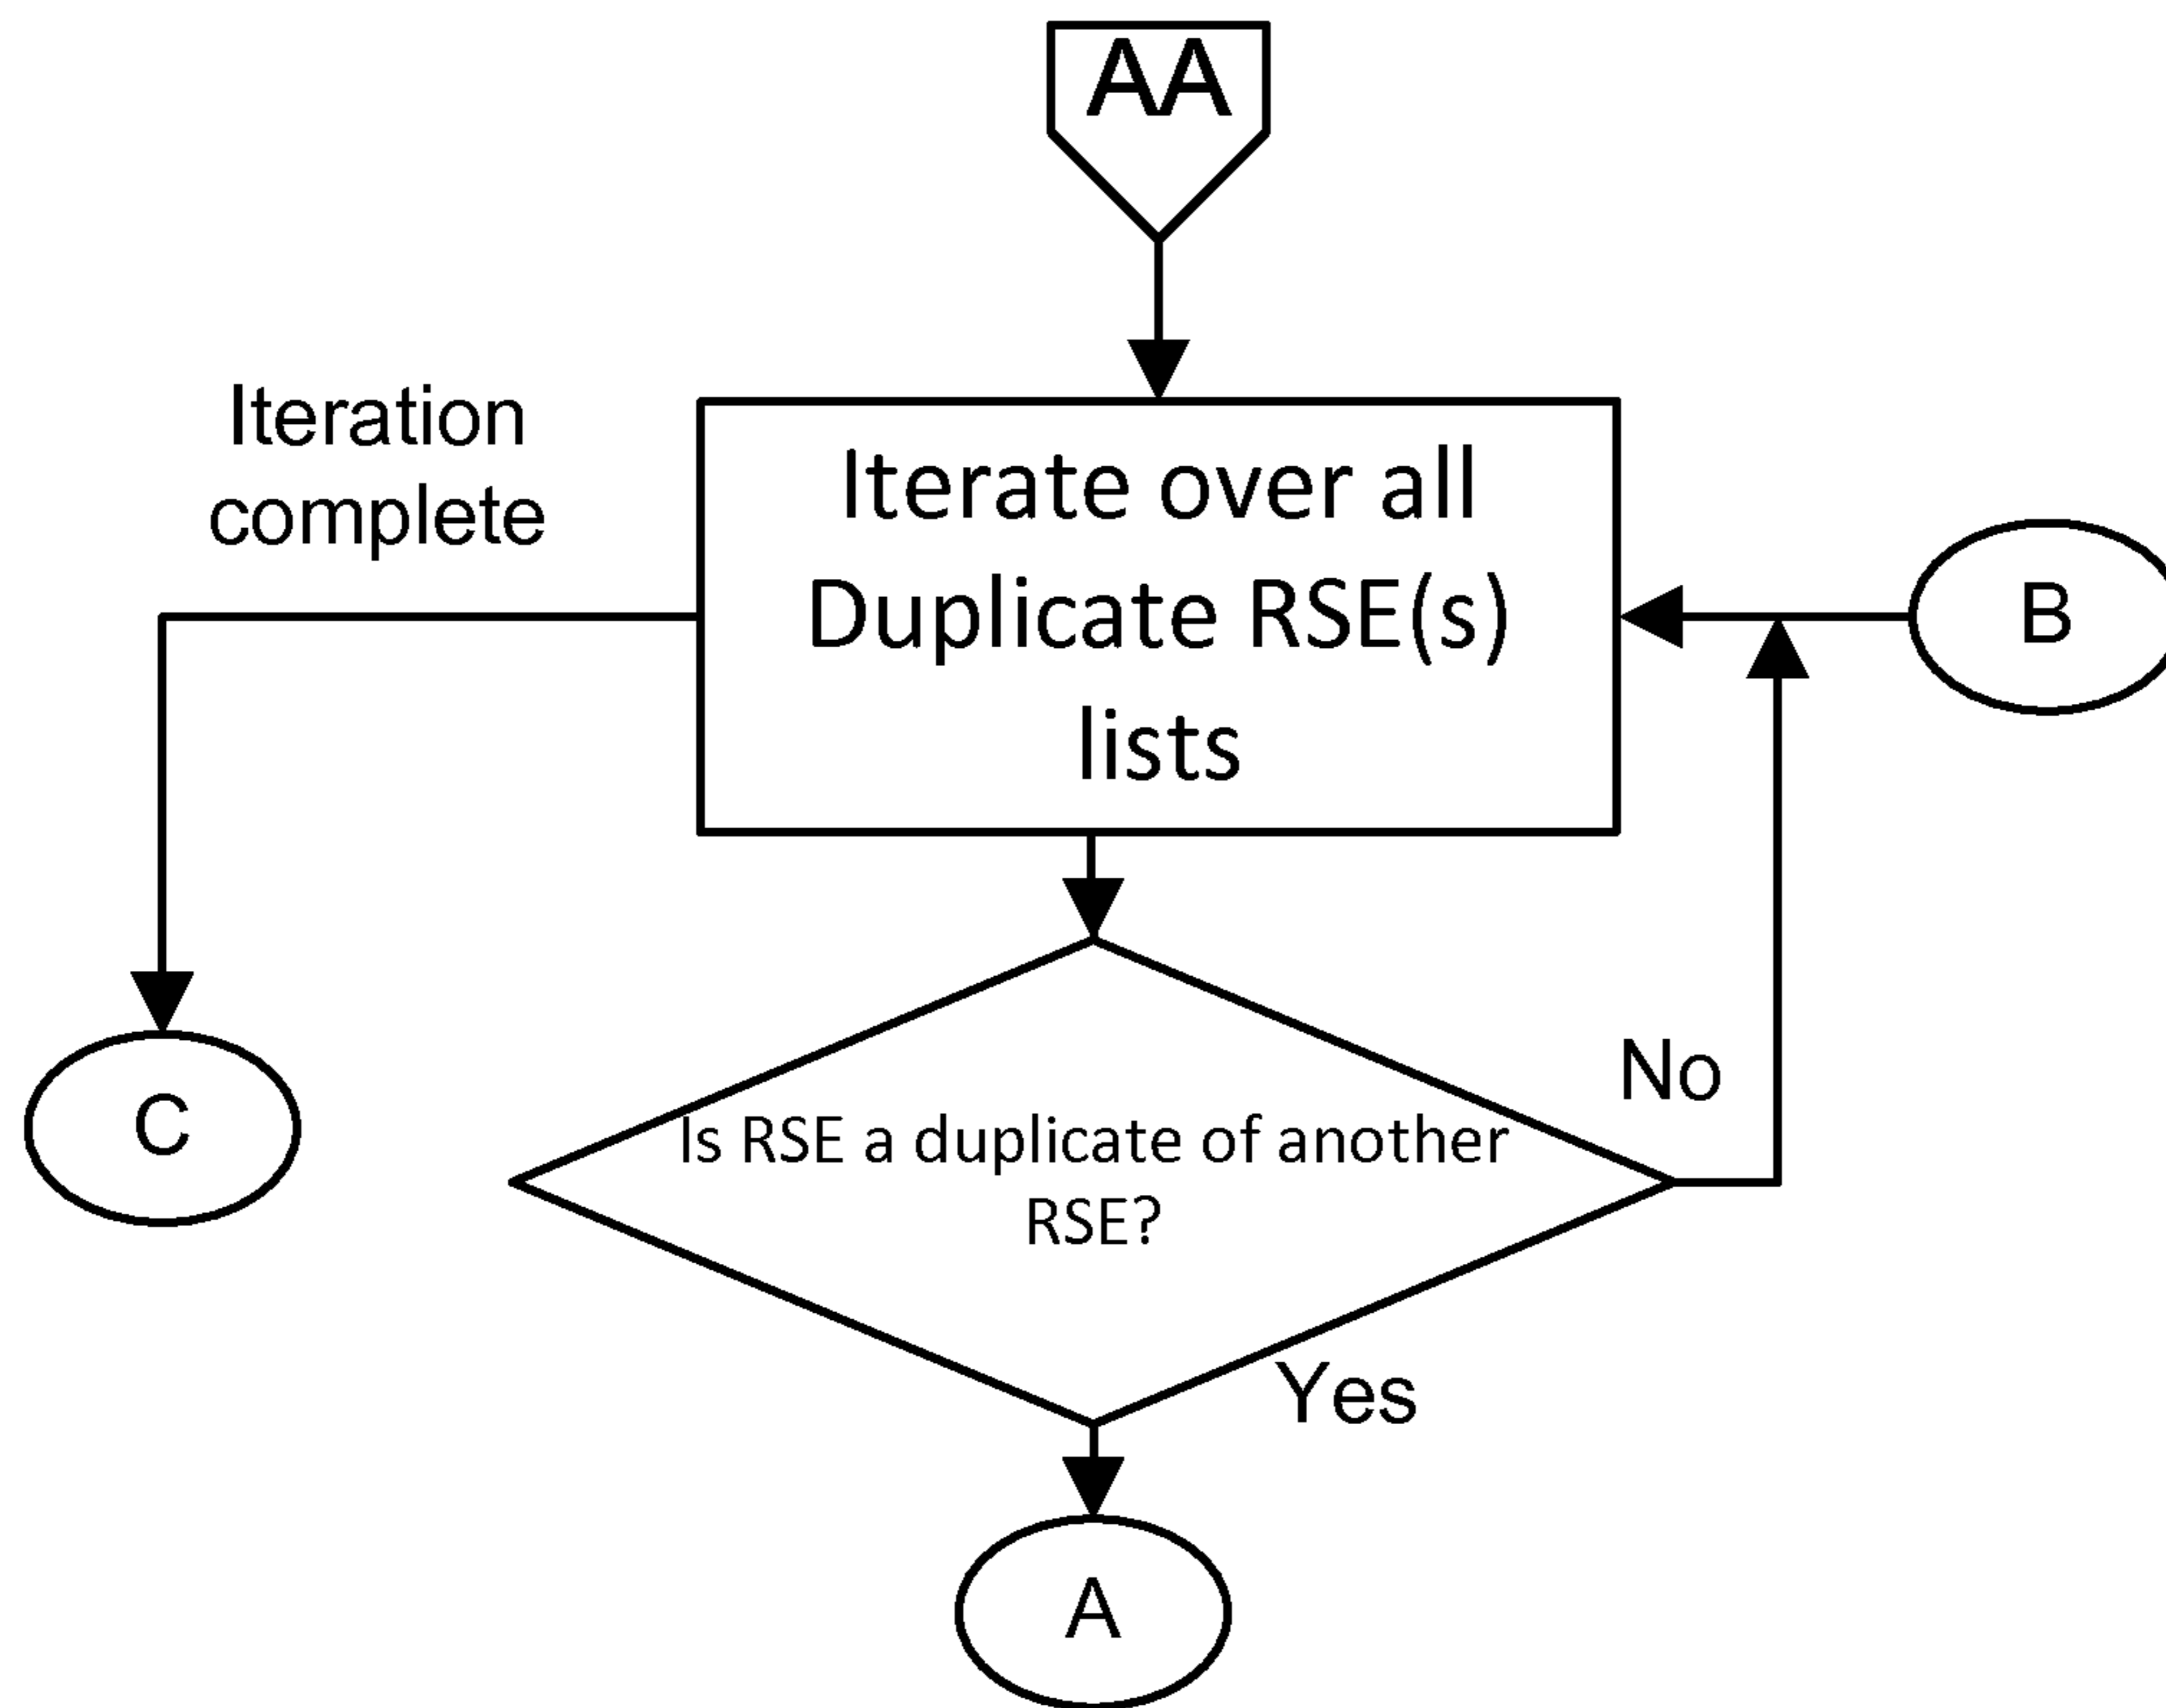 AA
Iteration
complete
Iterate over all
Duplicate RSE(s)
lists
B
C
No
Is RSE a duplicate of another
RSE?
Yes
A